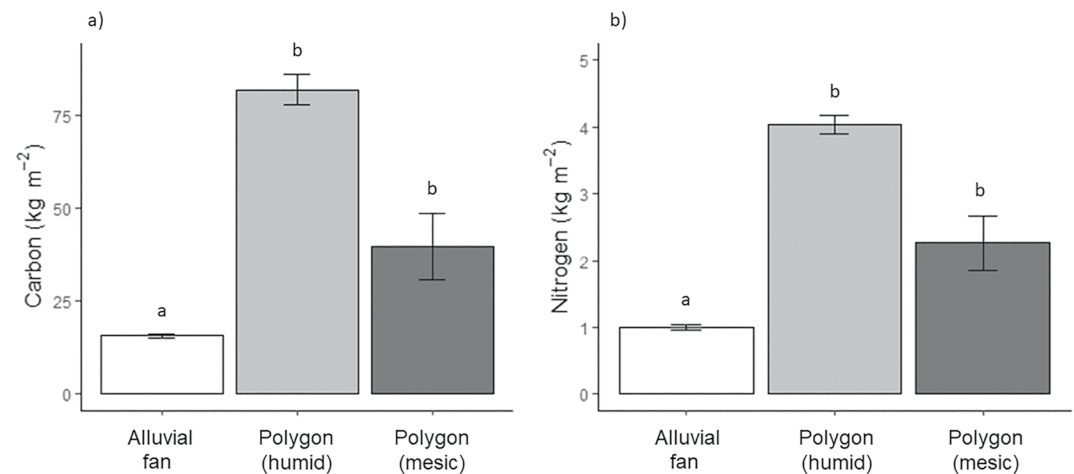 a)
Carbon (kg m⁻²)
75
50
25
0
a
b
b
Alluvial
fan
Polygon
(humid)
Polygon
(mesic)
b)
Nitrogen (kg m⁻²)
5
4
3
2
1
0
a
b
b
Alluvial
fan
Polygon
(humid)
Polygon
(mesic)